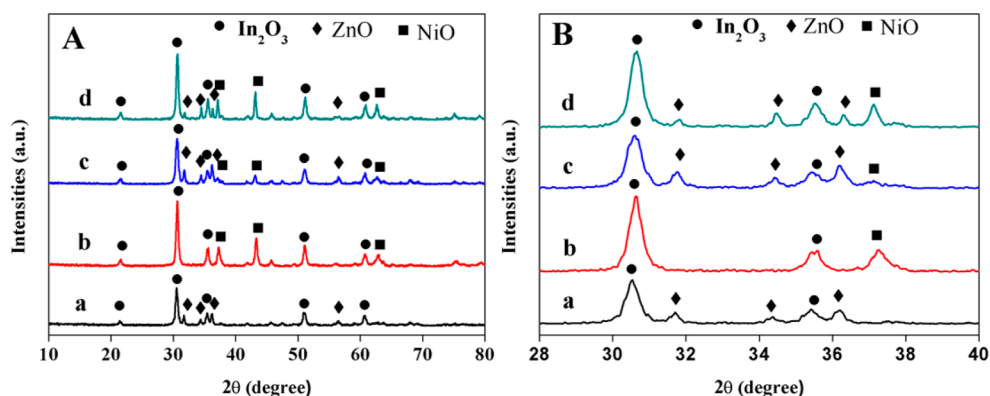 A
● In₂O₃ ◆ ZnO ■ NiO
d
c
b
a
Intensities (a.u.)
10 20 30 40 50 60 70 80
2θ (degree)
B
● In₂O₃ ◆ ZnO ■ NiO
d
c
b
a
Intensities (a.u.)
28 30 32 34 36 38 40
2θ (degree)